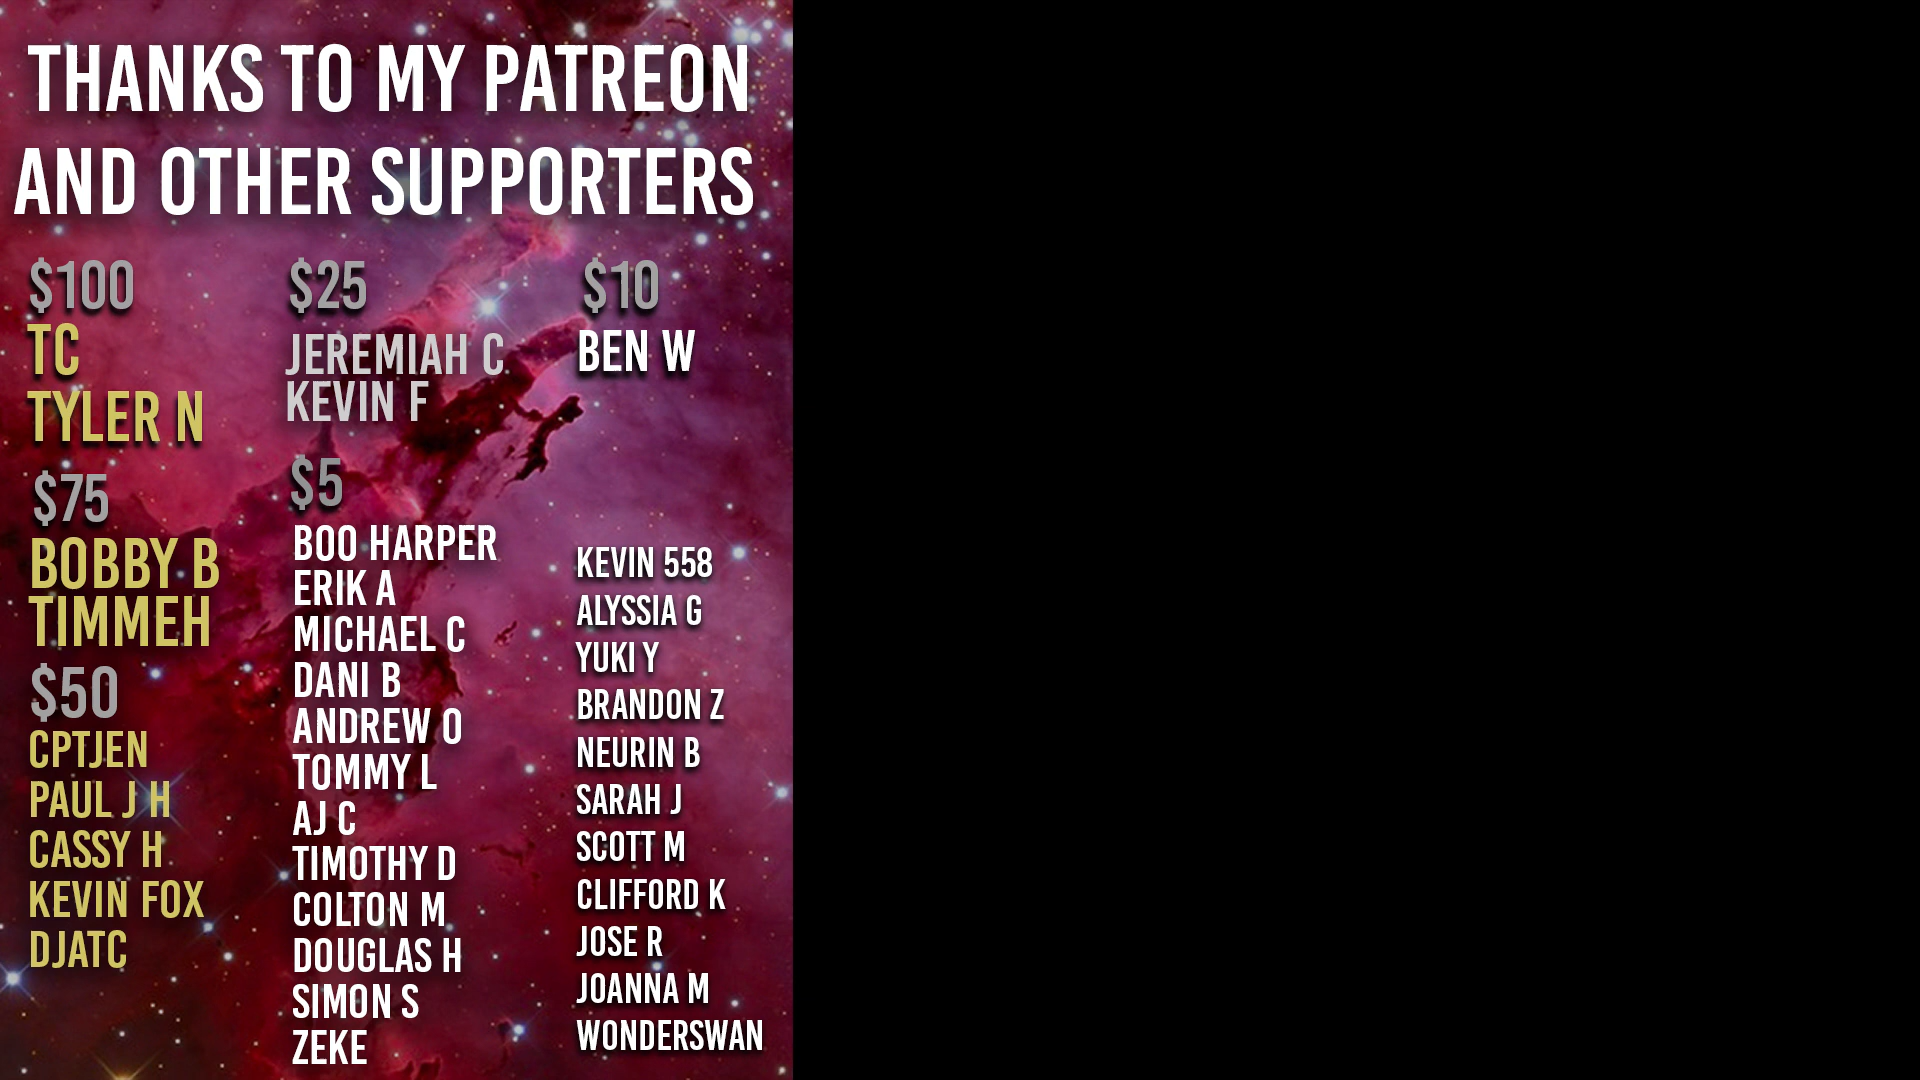 THANKS TO MY PATREON
AND OTHER SUPPORTERS
$100
TC
TYLER N
$75
BOBBY B
TIMMEH
$50
CPTJEN
PAUL J H
CASSY H
KEVIN FOX
DJATC
$25
JEREMIAH C
KEVIN F
$5
BOO HARPER
ERIK A
MICHAEL C
DANI B
ANDREW O
TOMMY L
AJ C
TIMOTHY D
COLTON M
DOUGLAS H
SIMON S
ZEKE
$10
BEN W
KEVIN 558
ALYSSIA G
YUKI Y
BRANDON Z
NEURIN B
SARAH J
SCOTT M
CLIFFORD K
JOSE R
JOANNA M
WONDERSWAN